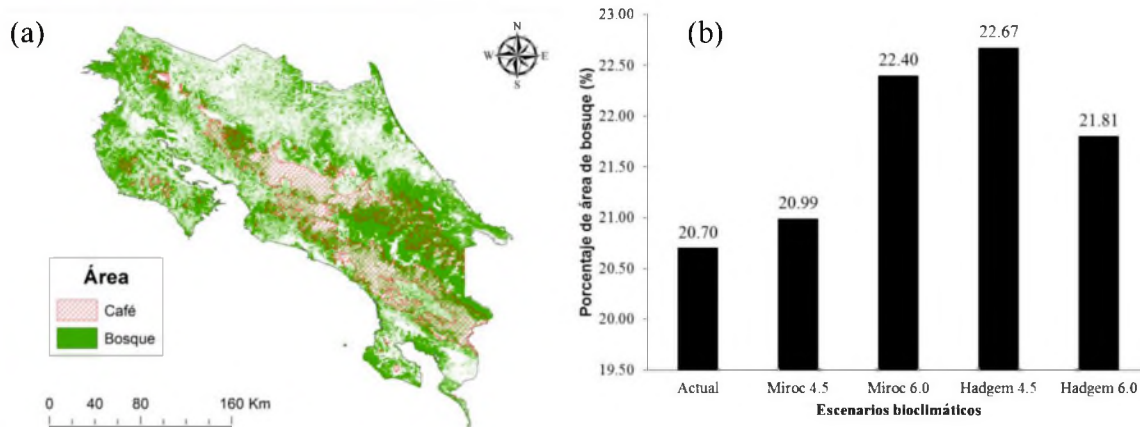 (a)
N
W E
S
Área
Café
Bosque
0 40 80 160 Km
(b)
Porcentaje de área de bosuqe (%)
23.00
22.50
22.00
21.50
21.00
20.50
20.00
19.50
20.70
20.99
22.40
22.67
21.81
Actual Miroc 4.5 Miroc 6.0 Hadgem 4.5 Hadgem 6.0
Escenarios bioclimáticos